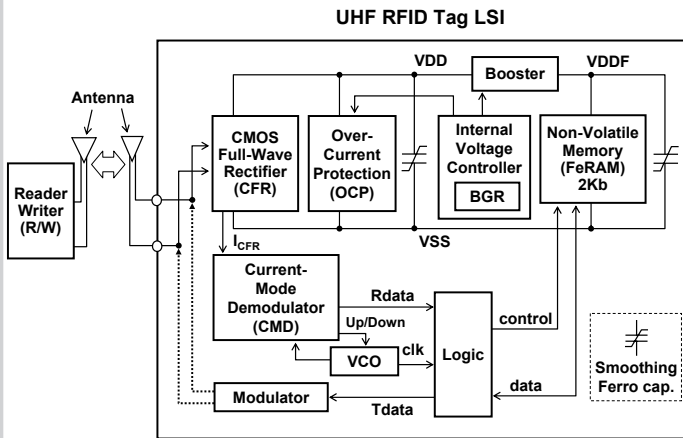 UHF RFID Tag LSI
Antenna
Reader
Writer
(R/W)
CMOS
Full-Wave
Rectifier
(CFR)
Over-
Current
Protection
(OCP)
VDD
Booster
VDDF
Internal
Voltage
Controller
BGR
Non-Volatile
Memory
(FeRAM)
2Kb
VSS
ICFR
Current-
Mode
Demodulator
(CMD)
Rdata
Up/Down
VCO
clk
Logic
control
data
Modulator
Tdata
Smoothing
Ferro cap.